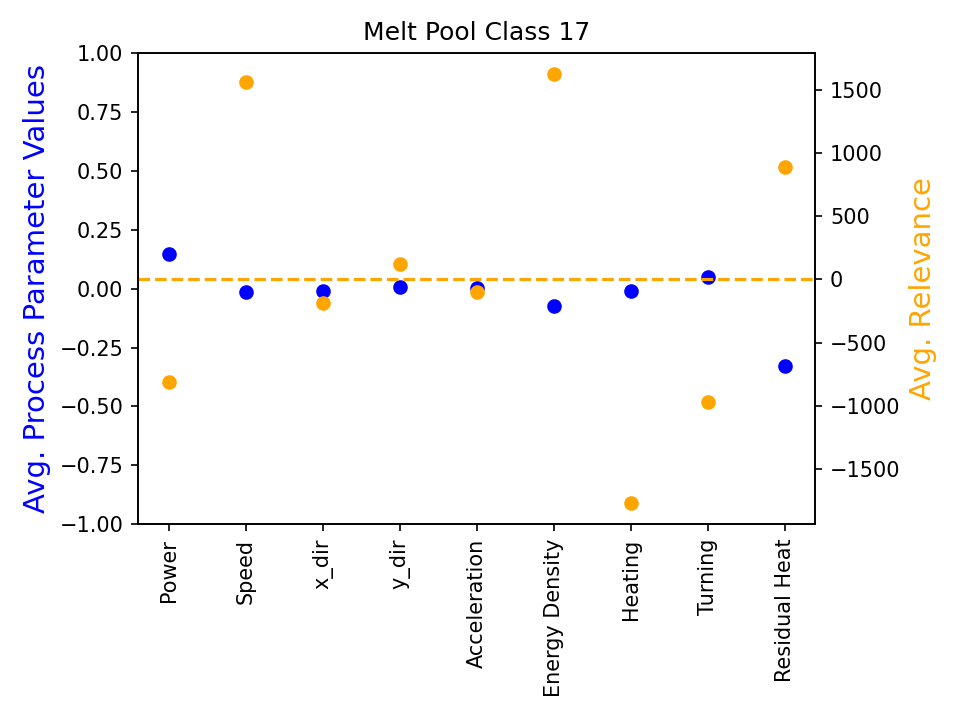 Melt Pool Class 17
Avg. Process Parameter Values
1.00
0.75
0.50
0.25
0.00
−0.25
−0.50
−0.75
−1.00
1500
1000
500
0
−500
−1000
−1500
Avg. Relevance
Power
Speed
x_dir
y_dir
Acceleration
Energy Density
Heating
Turning
Residual Heat